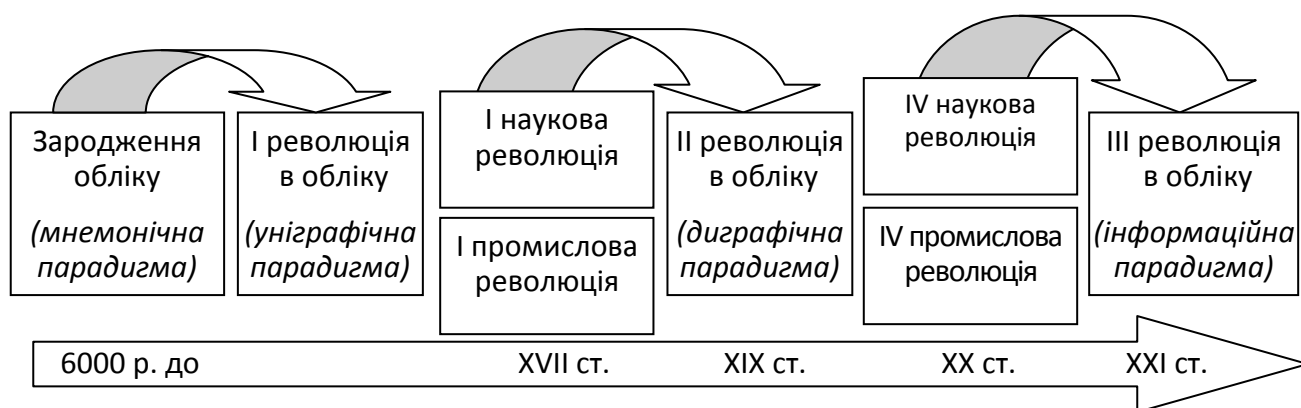 Зародження
обліку
(мнемонічна
парадигма)
І революція
в обліку
(уніграфічна
парадигма)
І наукова
революція
І промислова
революція
ІІ революція
в обліку
(диграфічна
парадигма)
IV наукова
революція
IV промислова
революція
ІІІ революція
в обліку
(інформаційна
парадигма)
6000 р. до
XVII ст.
XIX ст.
XX ст.
XXI ст.